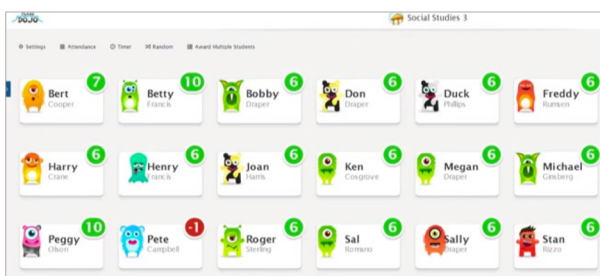 DOJO
Social Studies 3
Settings Attendance Timer Random Award Multiple Students
7 10 6 6 6 6
Bert Betty Bobby Don Duck Freddy
Cooper Francis Draper Draper Phillips Rumsen
6 6 6 6 6 6
Harry Henry Joan Ken Megan Michael
Crane Francis Harris Cosgrove Draper Ginsberg
10 -1 6 6 6 6
Peggy Pete Roger Sal Sally Stan
Olson Campbell Sterling Romano Draper Rizzo